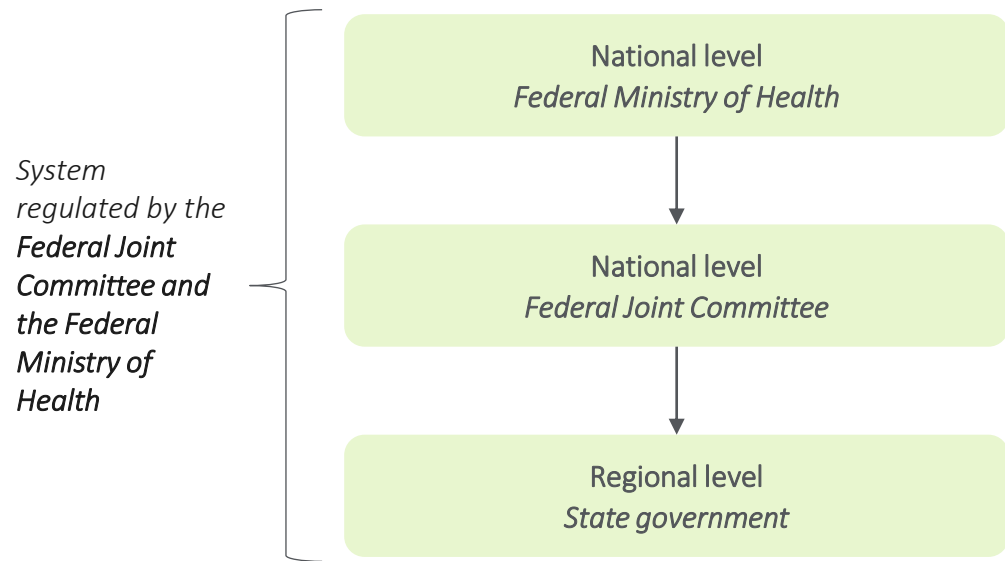 System
regulated by the
Federal Joint
Committee and
the Federal
Ministry of
Health
National level
Federal Ministry of Health
National level
Federal Joint Committee
Regional level
State government